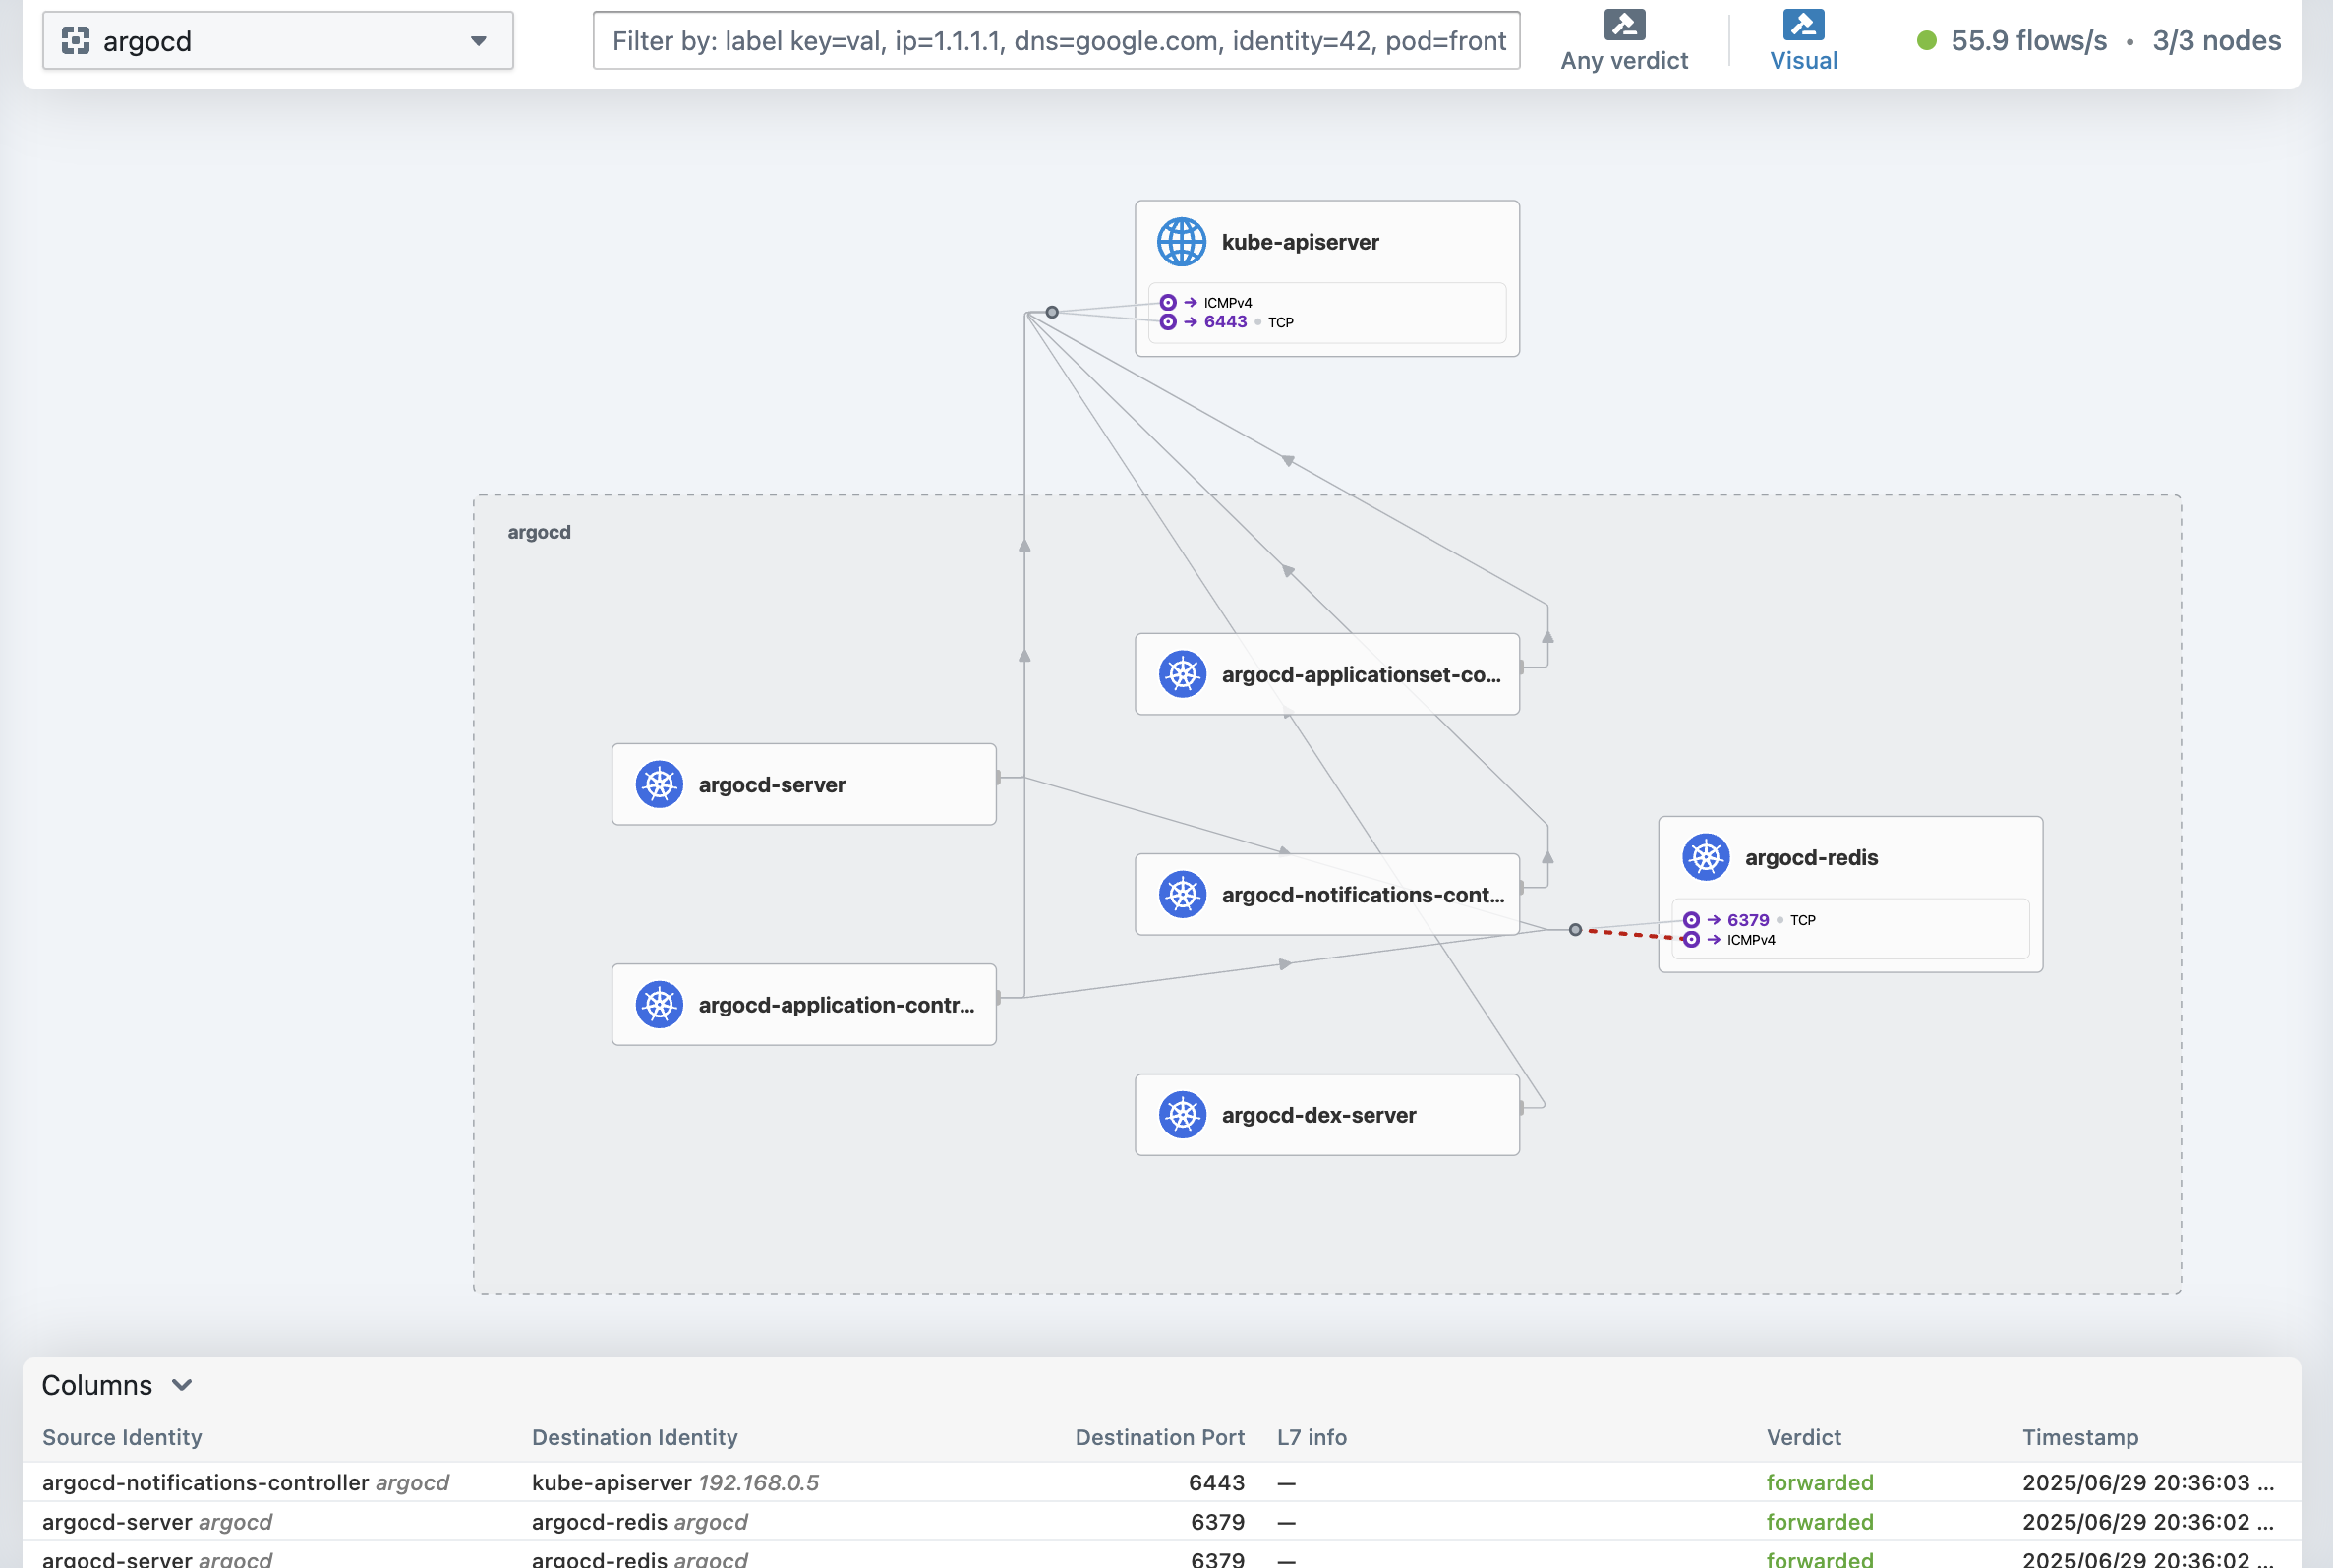 argocd
Filter by: label key=val, ip=1.1.1.1, dns=google.com, identity=42, pod=front
Any verdict
Visual
55.9 flows/s • 3/3 nodes
kube-apiserver
ICMPv4
6443 TCP
argocd
argocd-applicationset-co...
argocd-server
argocd-notifications-cont...
argocd-redis
6379 TCP
ICMPv4
argocd-application-contr...
argocd-dex-server
Columns
Source Identity Destination Identity Destination Port L7 info Verdict Timestamp
argocd-notifications-controller argocd kube-apiserver 192.168.0.5 6443 — forwarded 2025/06/29 20:36:03 ...
argocd-server argocd argocd-redis argocd 6379 — forwarded 2025/06/29 20:36:02 ...
argocd-server argocd argocd-redis argocd 6379 — forwarded 2025/06/29 20:36:02 ...